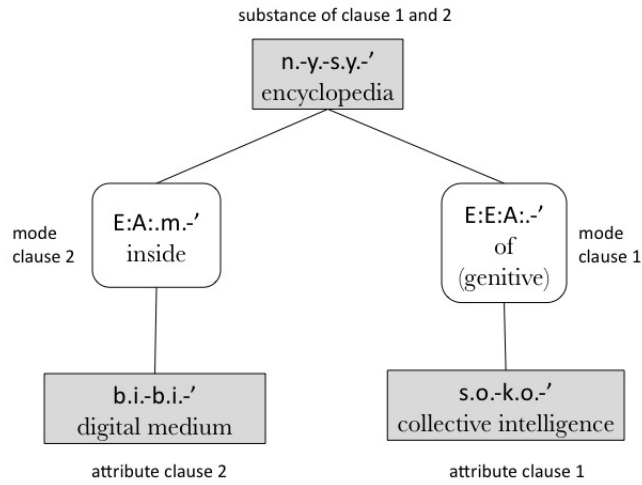 substance of clause 1 and 2
n.-y.-s.y.-’
encyclopedia
mode
clause 2
E:A:.m.-’
inside
E:E:A:.-’
of
(genitive)
mode
clause 1
b.i.-b.i.-’
digital medium
s.o.-k.o.-’
collective intelligence
attribute clause 2
attribute clause 1